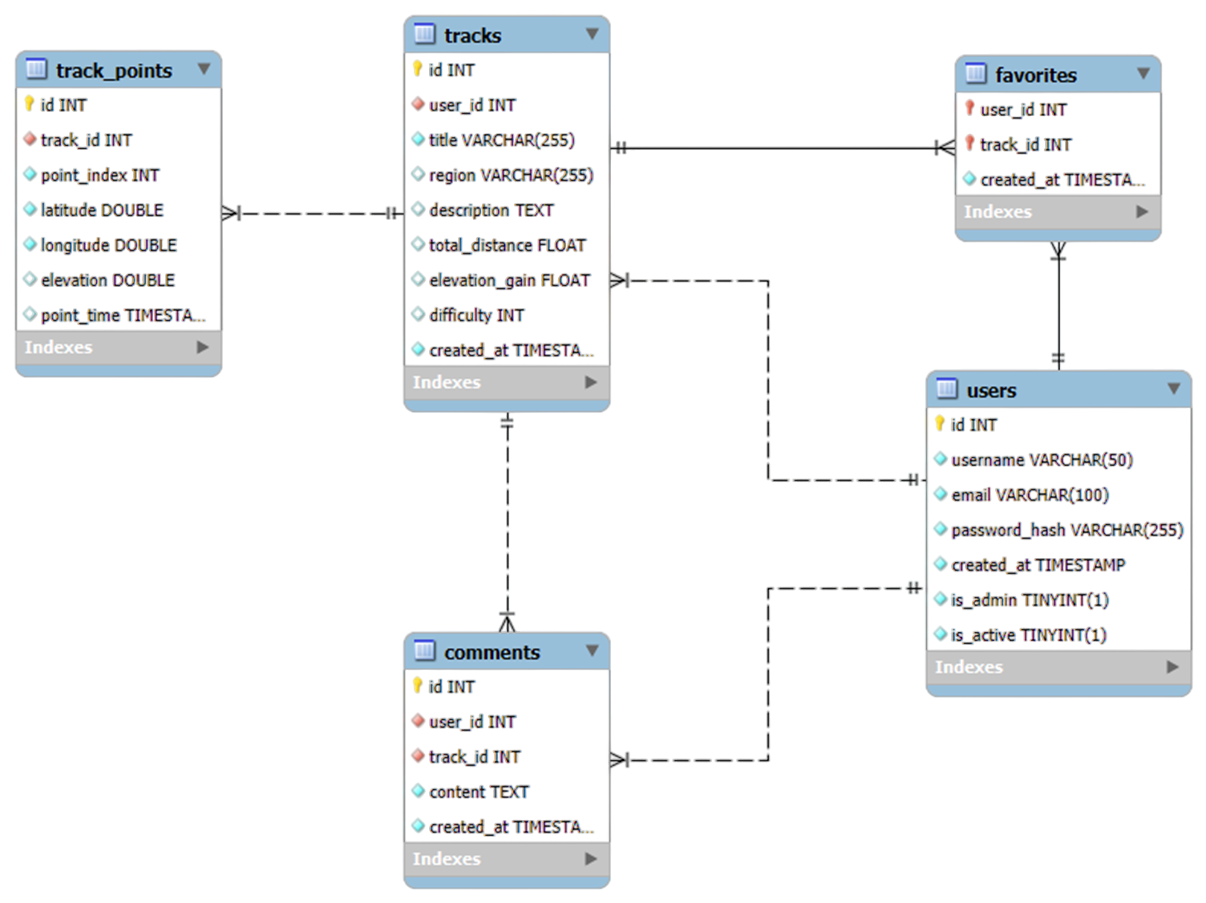 track_points
id INT
track_id INT
point_index INT
latitude DOUBLE
longitude DOUBLE
elevation DOUBLE
point_time TIMESTA...
Indexes
tracks
id INT
user_id INT
title VARCHAR(255)
region VARCHAR(255)
description TEXT
total_distance FLOAT
elevation_gain FLOAT
difficulty INT
created_at TIMESTA...
Indexes
favorites
user_id INT
track_id INT
created_at TIMESTA...
Indexes
users
id INT
username VARCHAR(50)
email VARCHAR(100)
password_hash VARCHAR(255)
created_at TIMESTAMP
is_admin TINYINT(1)
is_active TINYINT(1)
Indexes
comments
id INT
user_id INT
track_id INT
content TEXT
created_at TIMESTA...
Indexes